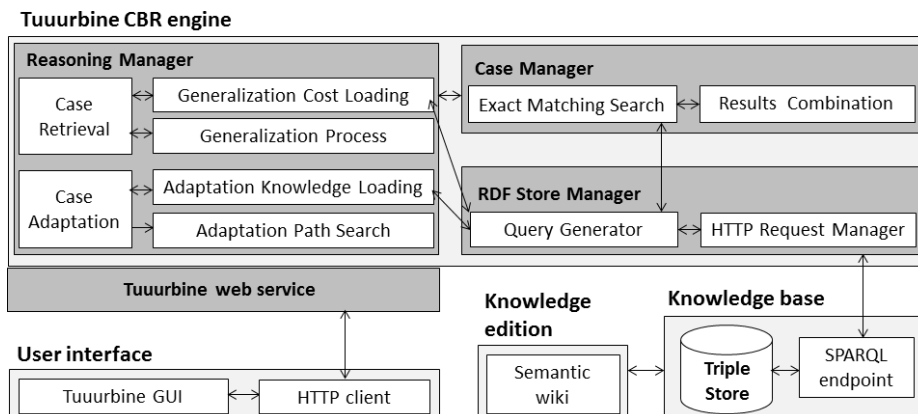 Tuuurbine CBR engine
Reasoning Manager
Case
Retrieval
Generalization Cost Loading
Generalization Process
Case
Adaptation
Adaptation Knowledge Loading
Adaptation Path Search
Case Manager
Exact Matching Search
Results Combination
RDF Store Manager
Query Generator
HTTP Request Manager
Tuuurbine web service
User interface
Tuuurbine GUI
HTTP client
Knowledge
edition
Semantic
wiki
Knowledge base
Triple
Store
SPARQL
endpoint